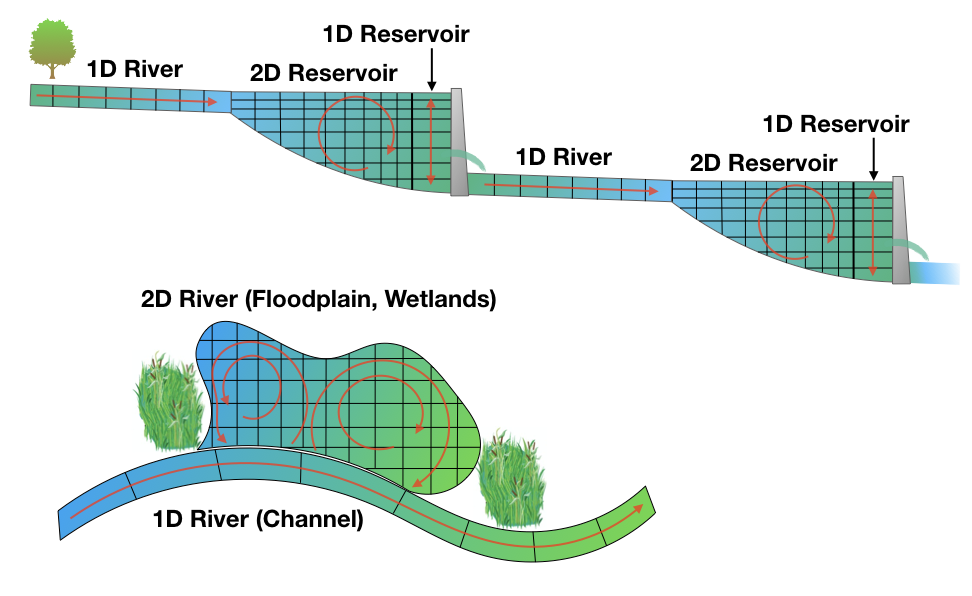 1D Reservoir
1D River
2D Reservoir
1D Reservoir
1D River
2D Reservoir
2D River (Floodplain, Wetlands)
1D River (Channel)